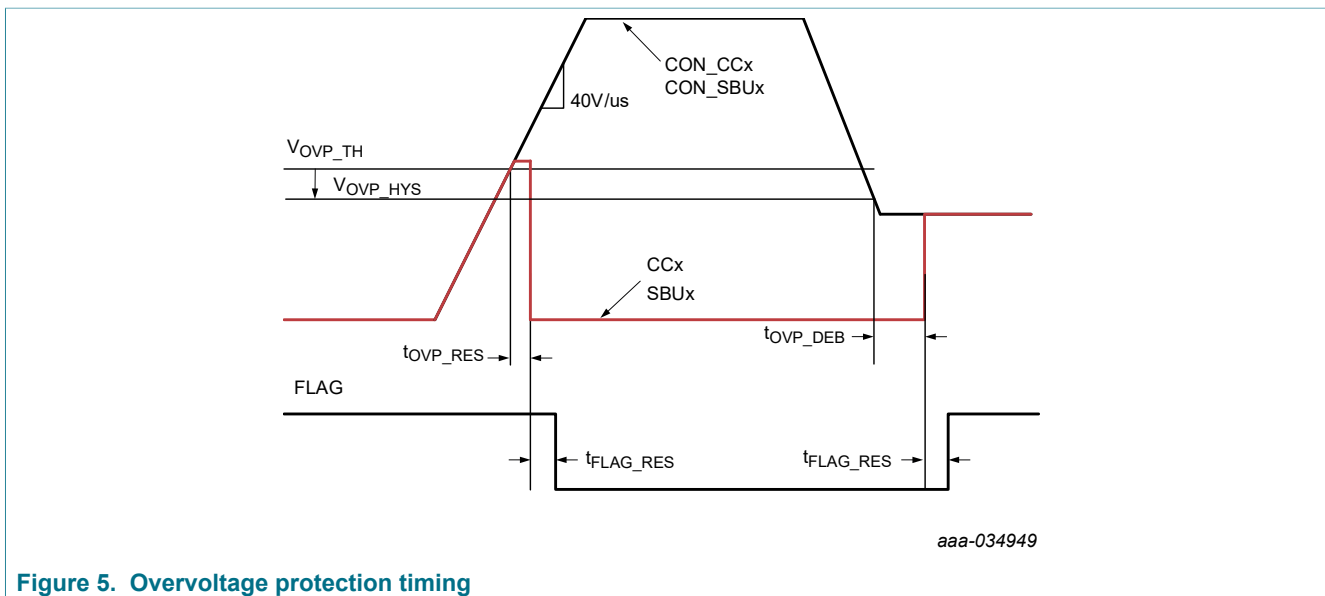 CON_CCx
CON_SBUx
40V/us
VOVP_TH
VOVP_HYS
CCx
SBUx
tOVP_RES
tOVP_DEB
FLAG
tFLAG_RES
tFLAG_RES
aaa-034949
Figure 5. Overvoltage protection timing